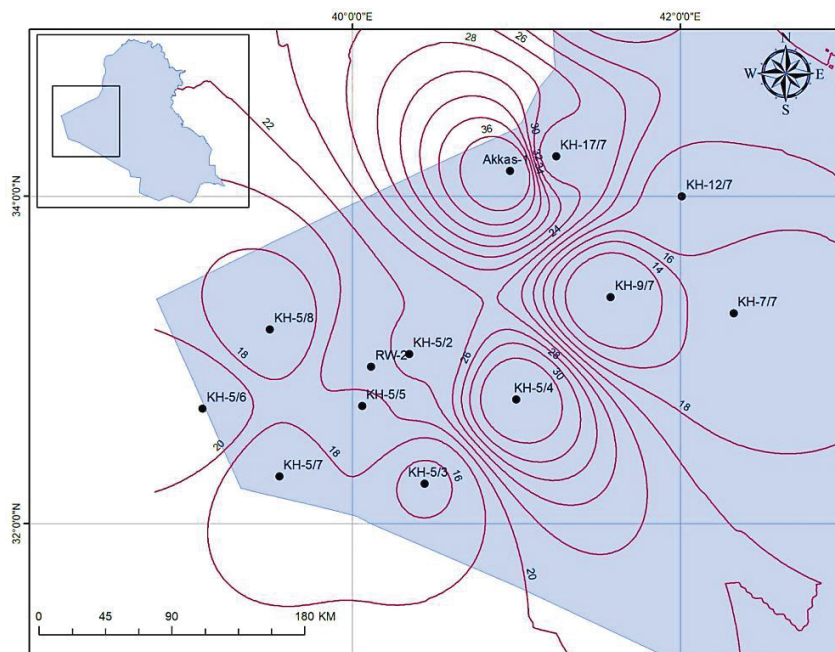 40°0'0"E
42°0'0"E
28
26
N
W
E
S
22
36
30
KH-17/7
Akkas-1
32
34
34°0'0"N
KH-12/7
24
16
14
KH-9/7
KH-7/7
KH-5/8
18
KH-5/2
RW-2
26
28
30
KH-5/4
KH-5/5
KH-5/6
18
20
18
KH-5/7
KH-5/3
16
32°0'0"N
20
0
45
90
180 KM